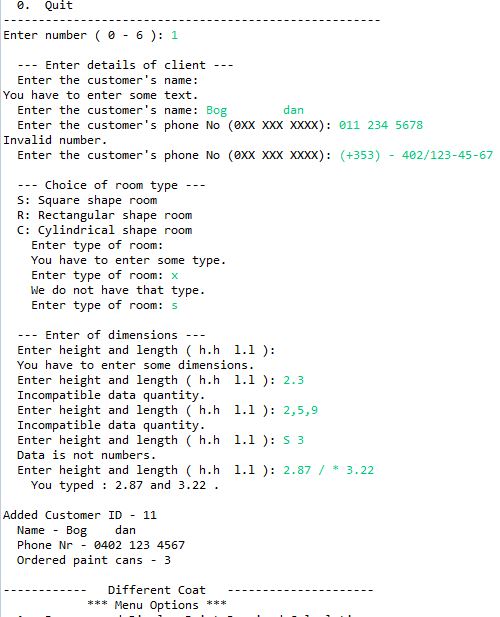 0.  Quit
----------------------------------------------------
Enter number ( 0 - 6 ): 1
--- Enter details of client ---
Enter the customer's name:
You have to enter some text.
Enter the customer's name: Bog        dan
Enter the customer's phone No (0XX XXX XXXX): 011 234 5678
Invalid number.
Enter the customer's phone No (0XX XXX XXXX): (+353) - 402/123-45-67
--- Choice of room type ---
S: Square shape room
R: Rectangular shape room
C: Cylindrical shape room
Enter type of room:
You have to enter some type.
Enter type of room: x
We do not have that type.
Enter type of room: s
--- Enter of dimensions ---
Enter height and length ( h.h  l.l ):
You have to enter some dimensions.
Enter height and length ( h.h  l.l ): 2.3
Incompatible data quantity.
Enter height and length ( h.h  l.l ): 2,5,9
Incompatible data quantity.
Enter height and length ( h.h  l.l ): S 3
Data is not numbers.
Enter height and length ( h.h  l.l ): 2.87 / * 3.22
You typed : 2.87 and 3.22 .
Added Customer ID - 11
Name - Bog    dan
Phone Nr - 0402 123 4567
Ordered paint cans - 3
------------   Different Coat   ---------------------
*** Menu Options ***